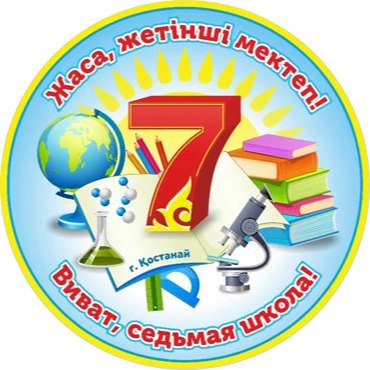 Жаса, жетінші мектеп!
7
г. Қостанай
Виват, седьмая школа!